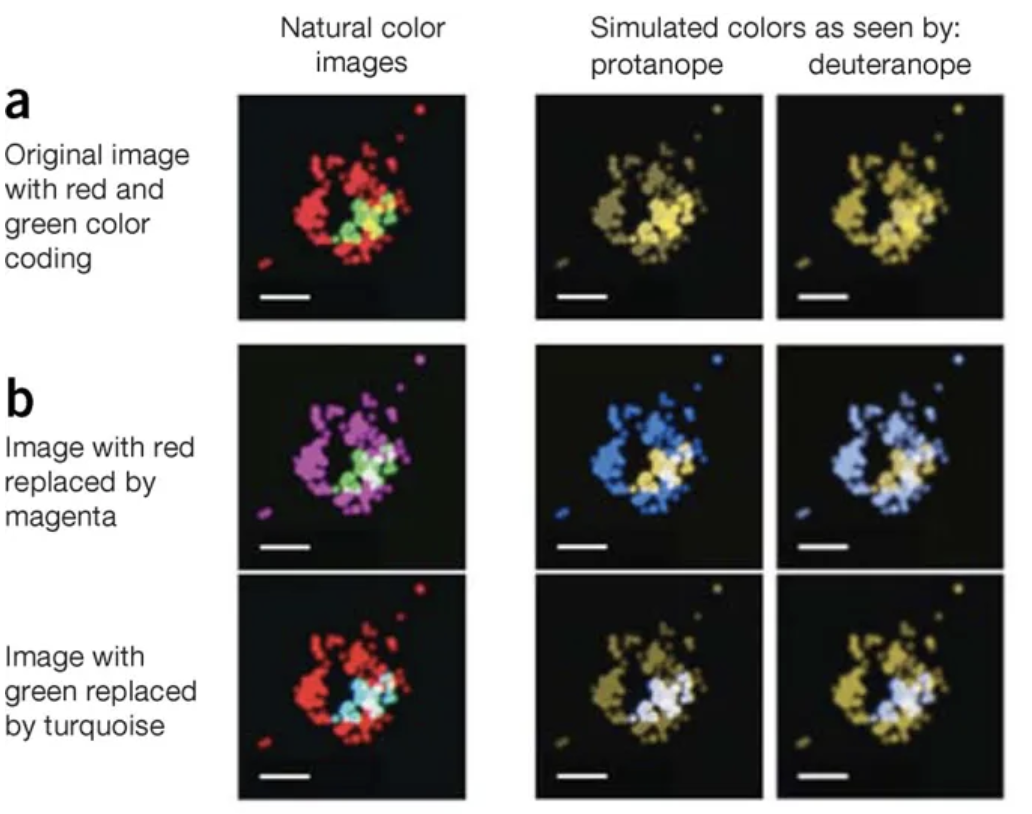 Natural color
images
Simulated colors as seen by:
protanope
deuteranope
a
Original image
with red and
green color
coding
b
Image with red
replaced by
magenta
Image with
green replaced
by turquoise